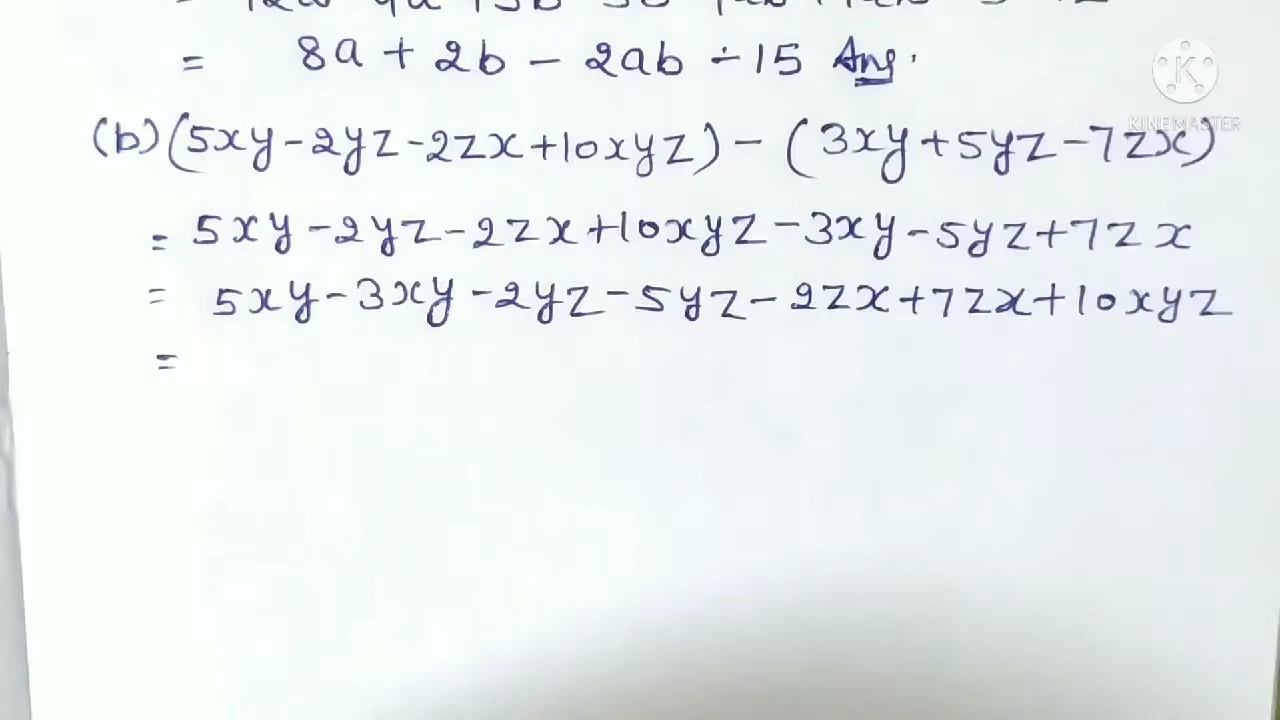 = 8a + 2b - 2ab ÷ 15 Ans.
K
KINEMASTER
(b) (5xy-2yz-2zx+10xyz) - (3xy+5yz-7zx)
= 5xy-2yz-2zx+10xyz-3xy-5yz+7zx
= 5xy-3xy-2yz-5yz-2zx+7zx+10xyz
=